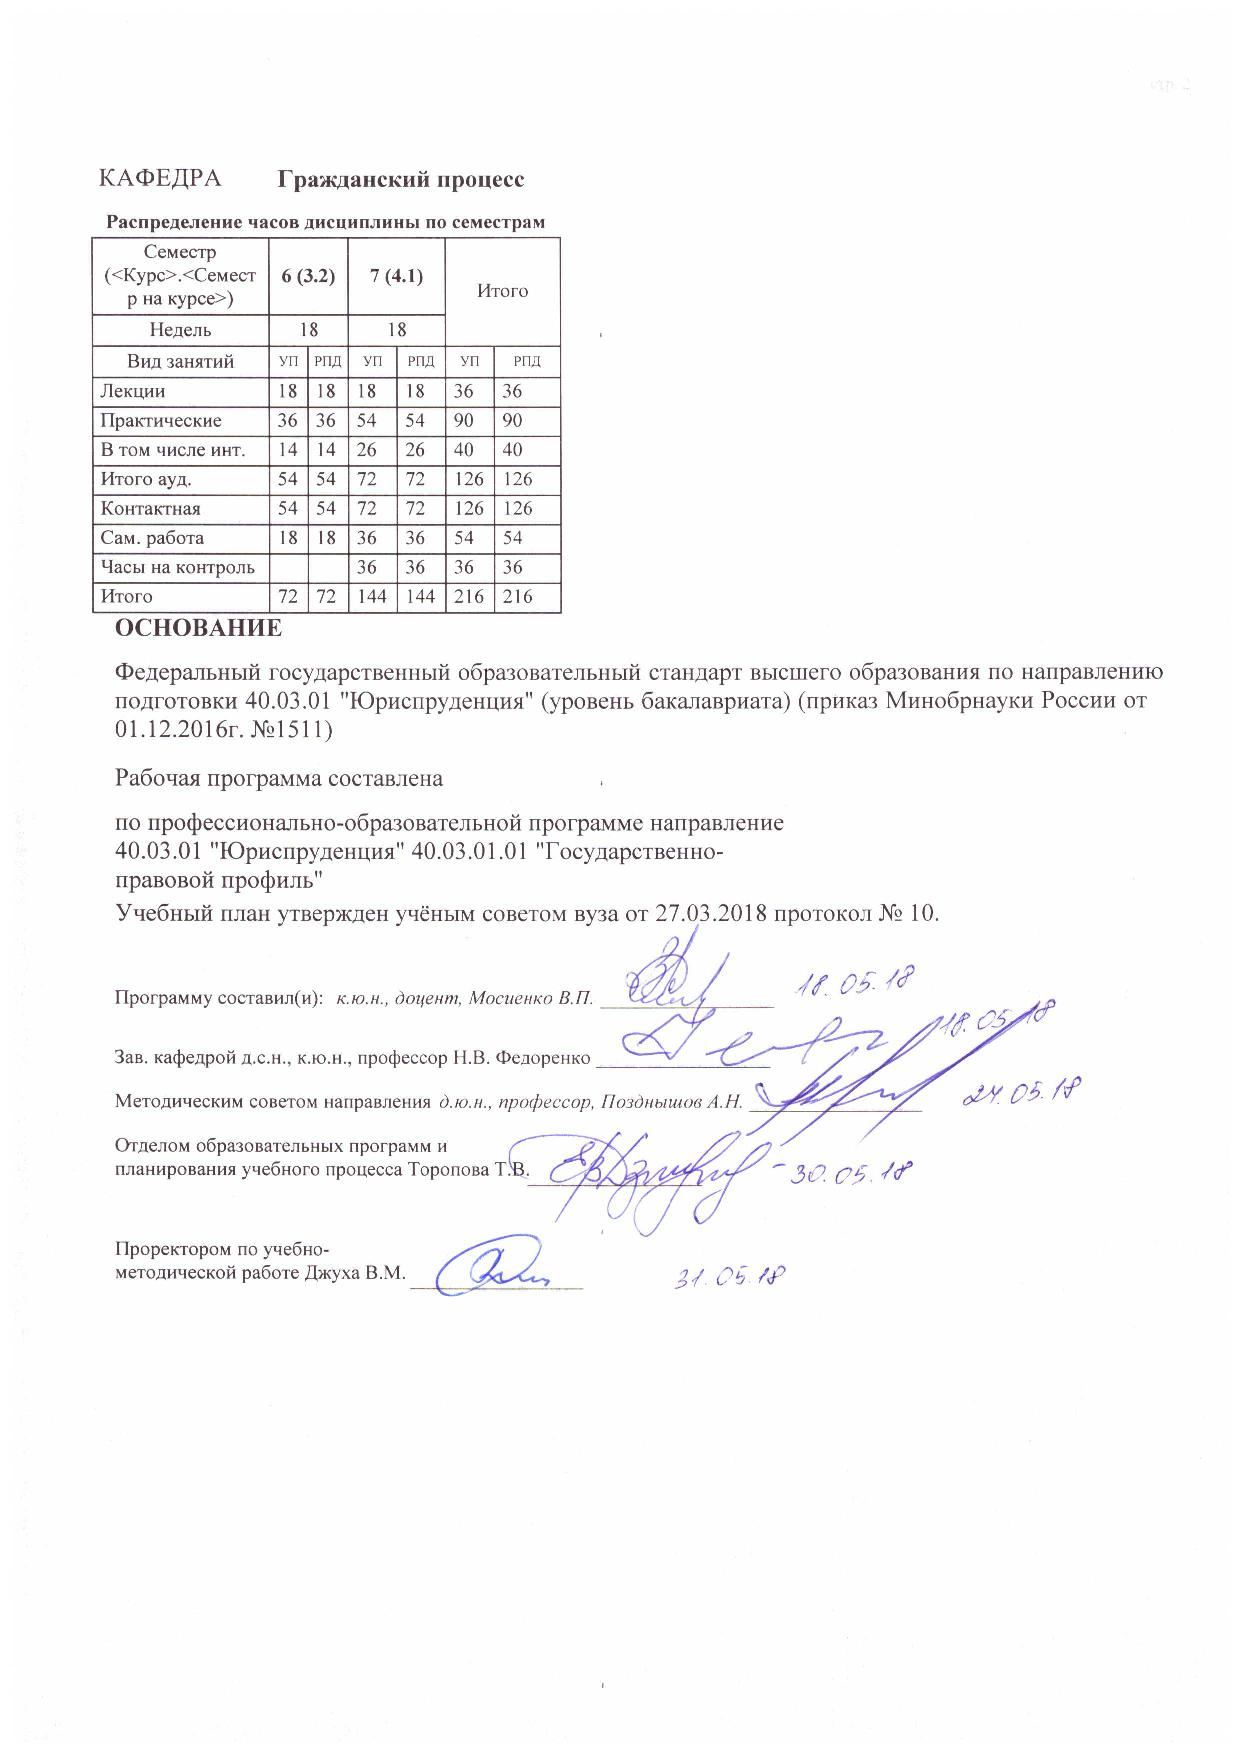 стр. 2
КАФЕДРА Гражданский процесс
Распределение часов дисциплины по семестрам
Семестр
(<Курс>.<Семест
р на курсе>) 6 (3.2) 7 (4.1) Итого
Недель 18 18
Вид занятий УП РПД УП РПД УП РПД
Лекции 18 18 18 18 36 36
Практические 36 36 54 54 90 90
В том числе инт. 14 14 26 26 40 40
Итого ауд. 54 54 72 72 126 126
Контактная 54 54 72 72 126 126
Сам. работа 18 18 36 36 54 54
Часы на контроль 36 36 36 36
Итого 72 72 144 144 216 216
ОСНОВАНИЕ
Федеральный государственный образовательный стандарт высшего образования по направлению
подготовки 40.03.01 "Юриспруденция" (уровень бакалавриата) (приказ Минобрнауки России от
01.12.2016г. №1511)
Рабочая программа составлена
по профессионально-образовательной программе направление
40.03.01 "Юриспруденция" 40.03.01.01 "Государственно-
правовой профиль"
Учебный план утвержден учёным советом вуза от 27.03.2018 протокол № 10.
Программу составил(и): к.ю.н., доцент, Мосиенко В.П. 18.05.18
Зав. кафедрой д.с.н., к.ю.н., профессор Н.В. Федоренко 18.05.18
Методическим советом направления д.ю.н., профессор, Позднышов А.Н. 24.05.18
Отделом образовательных программ и
планирования учебного процесса Торопова Т.В. 30.05.18
Проректором по учебно-
методической работе Джуха В.М. 31.05.18